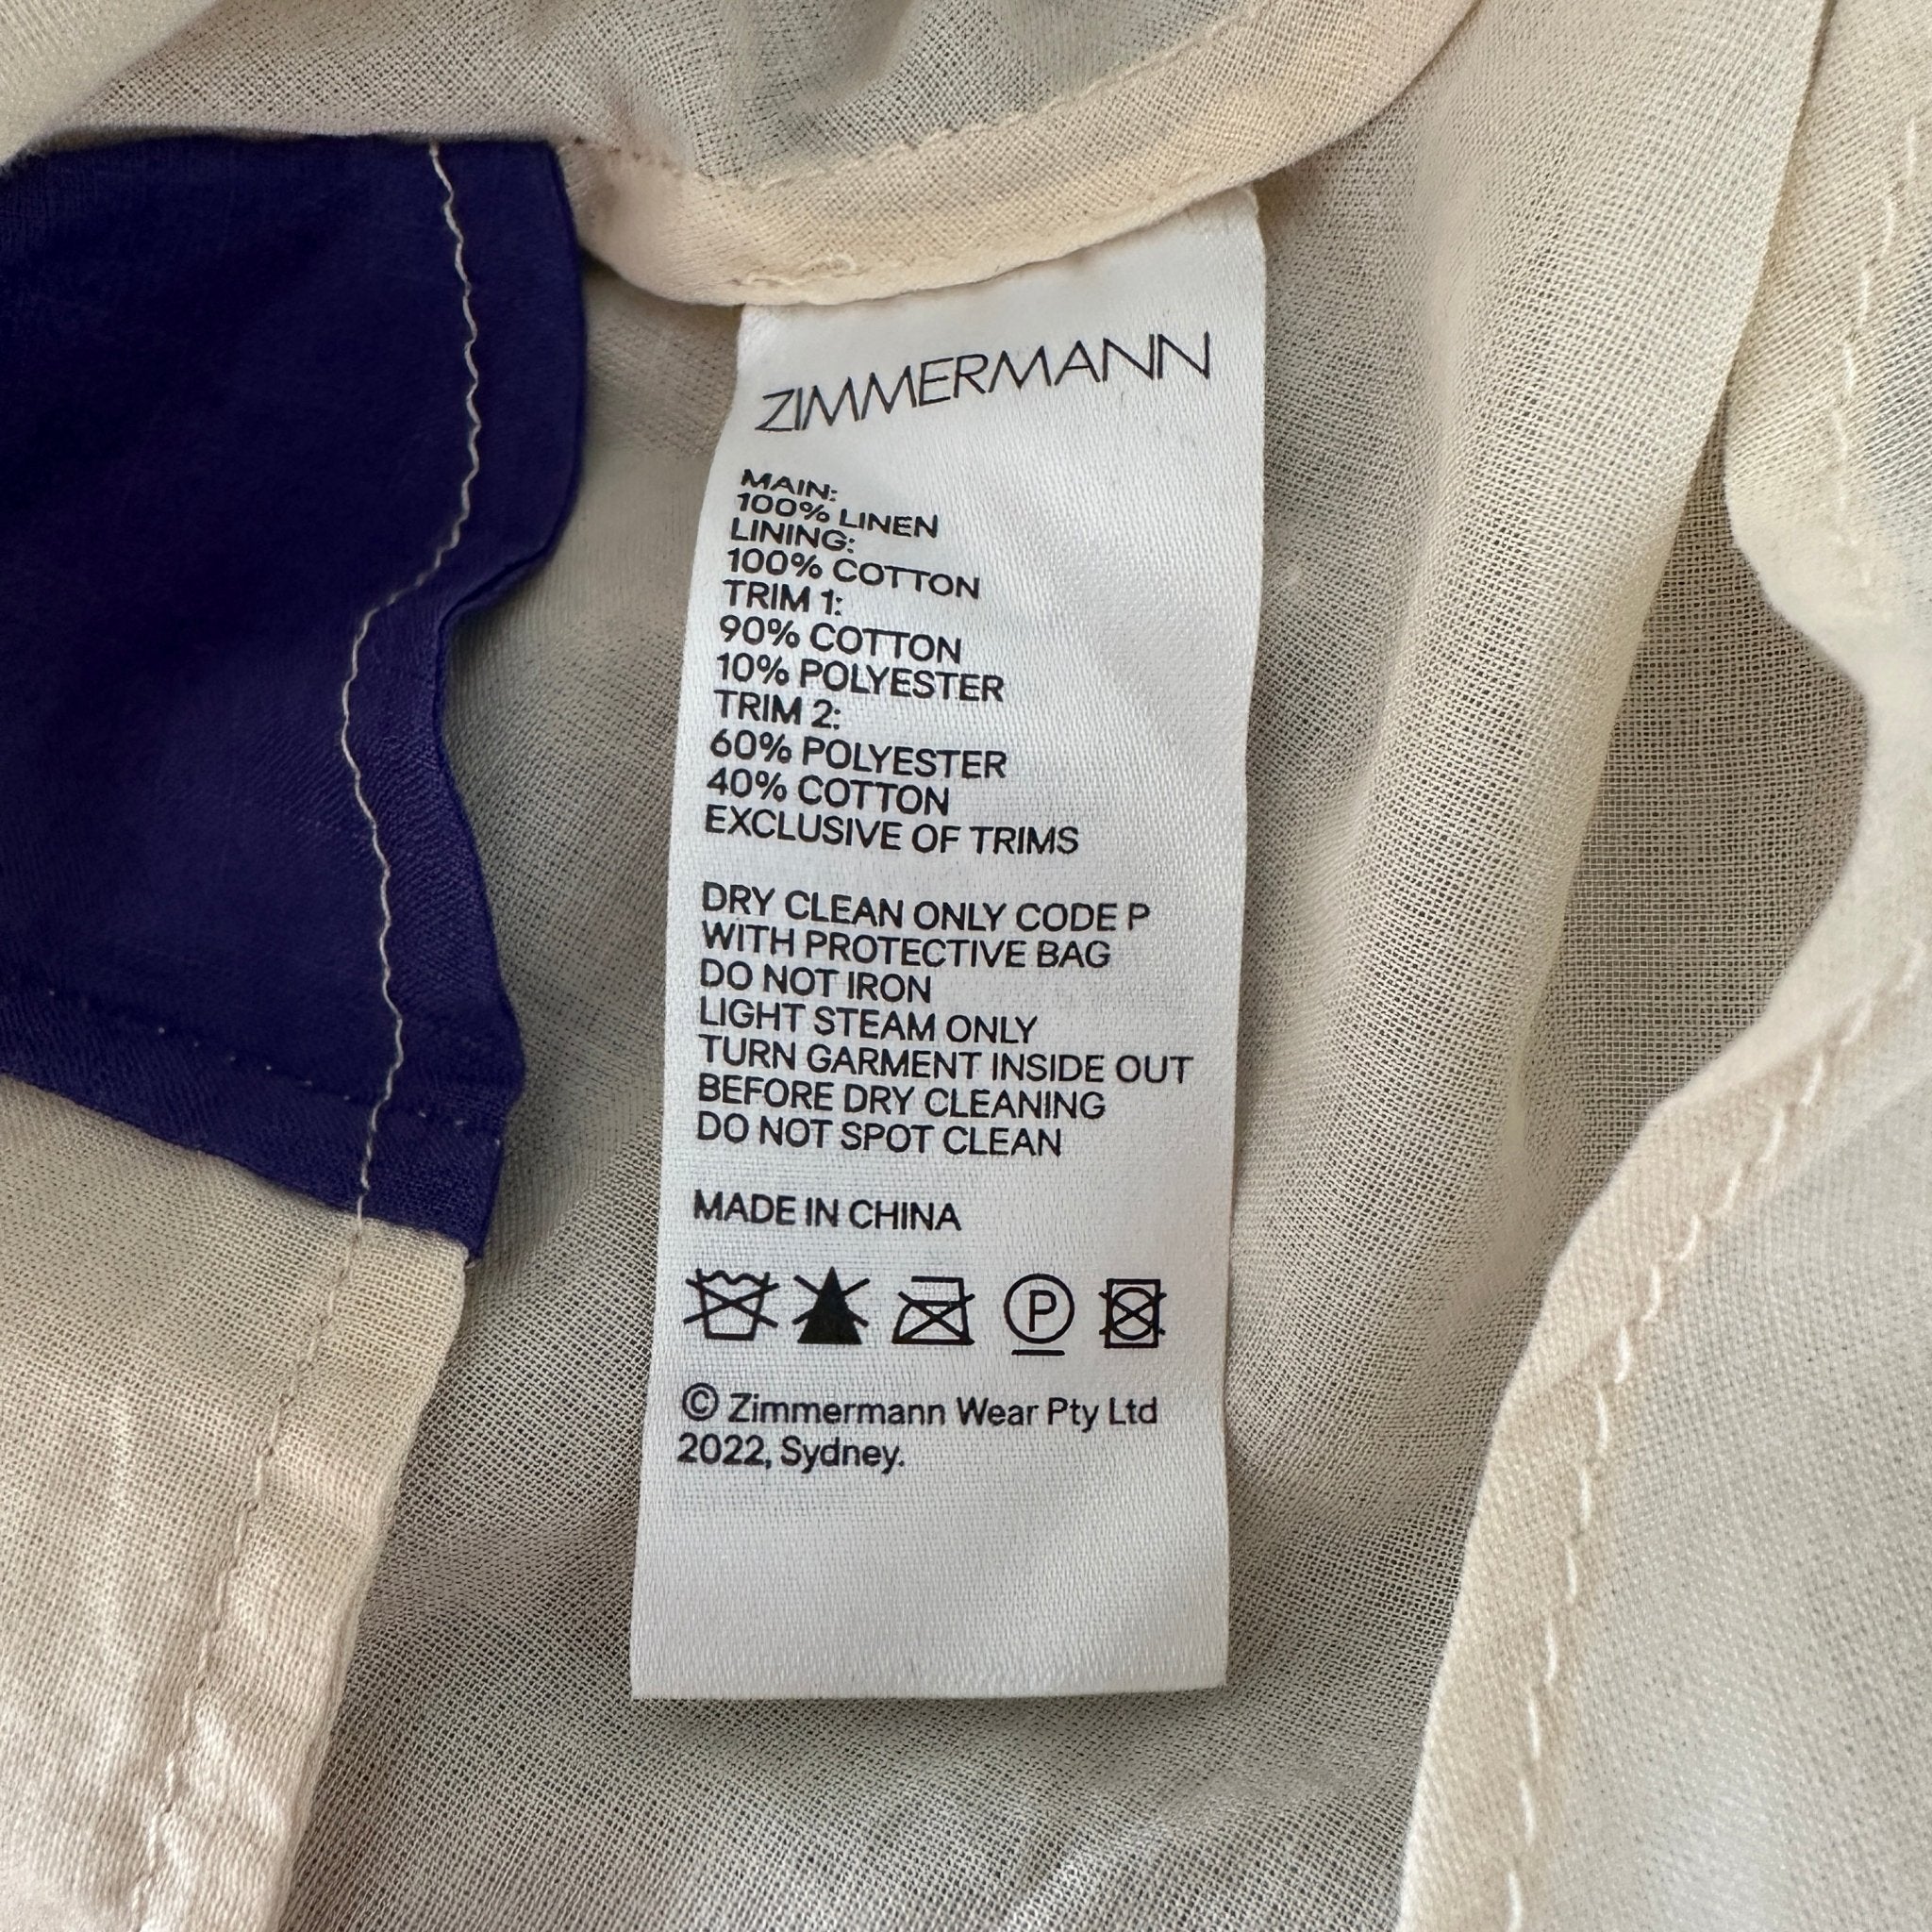 ZIMMERMANN
MAIN:
100% LINEN
LINING:
100% COTTON
TRIM 1:
90% COTTON
10% POLYESTER
TRIM 2:
60% POLYESTER
40% COTTON
EXCLUSIVE OF TRIMS
DRY CLEAN ONLY CODE P
WITH PROTECTIVE BAG
DO NOT IRON
LIGHT STEAM ONLY
TURN GARMENT INSIDE OUT
BEFORE DRY CLEANING
DO NOT SPOT CLEAN
MADE IN CHINA
P
© Zimmermann Wear Pty Ltd
2022, Sydney.